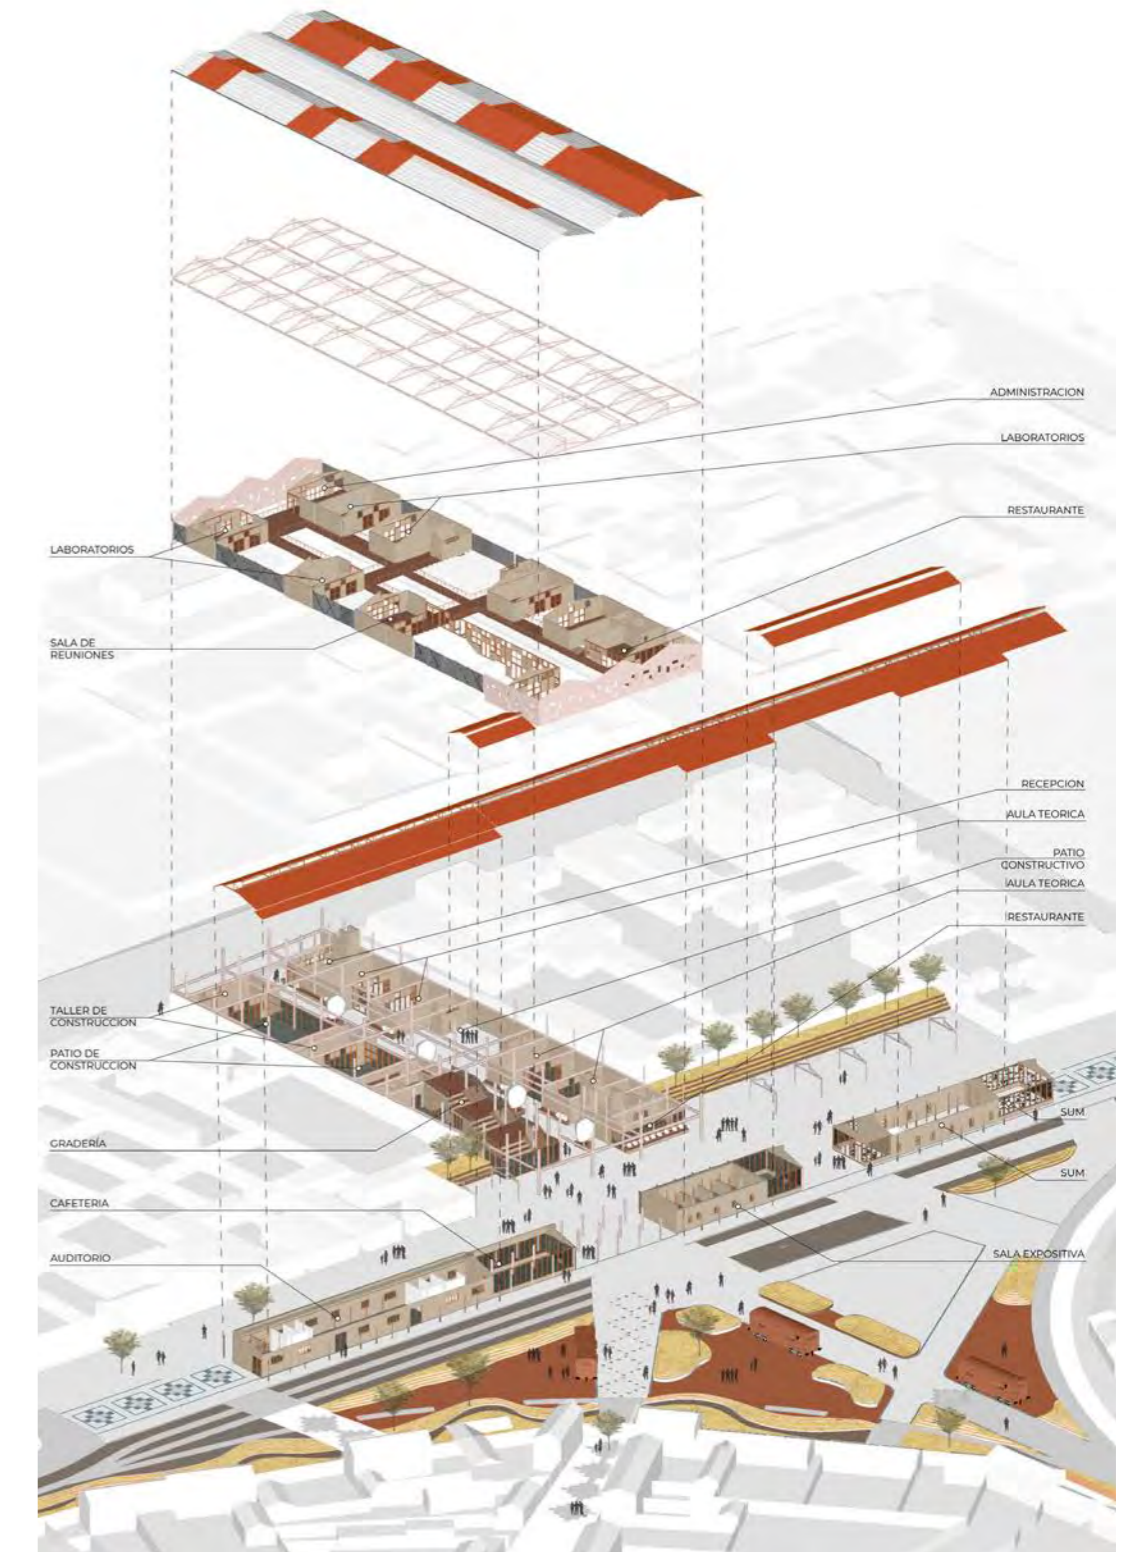 ADMINISTRACION
LABORATORIOS
RESTAURANTE
LABORATORIOS
SALA DE
REUNIONES
RECEPCION
AULA TEORICA
PATIO
CONSTRUCTIVO
AULA TEORICA
RESTAURANTE
TALLER DE
CONSTRUCCION
PATIO DE
CONSTRUCCION
GRADERÍA
SUM
SUM
CAFETERIA
AUDITORIO
SALA EXPOSITIVA